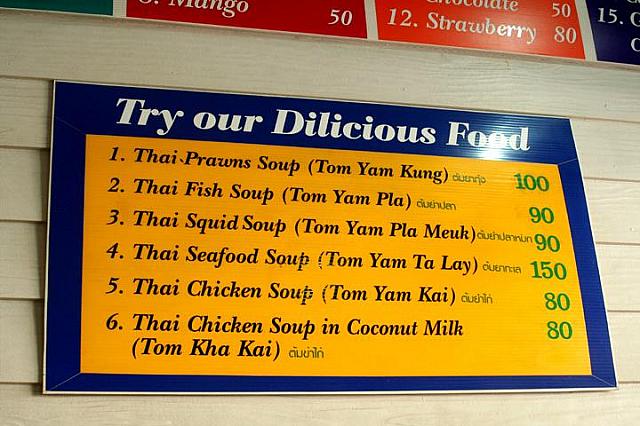 8. Mango 50
Chocolate 50
12. Strawberry 80
15.
Try our Dilicious Food
1. Thai Prawns Soup (Tom Yam Kung) ต้มยำกุ้ง 100
2. Thai Fish Soup (Tom Yam Pla) ต้มยำปลา 90
3. Thai Squid Soup (Tom Yam Pla Meuk) ต้มยำปลาหมึก 90
4. Thai Seafood Soup (Tom Yam Ta Lay) ต้มยำทะเล 150
5. Thai Chicken Soup (Tom Yam Kai) ต้มยำไก่ 80
6. Thai Chicken Soup in Coconut Milk 80
(Tom Kha Kai) ต้มข่าไก่